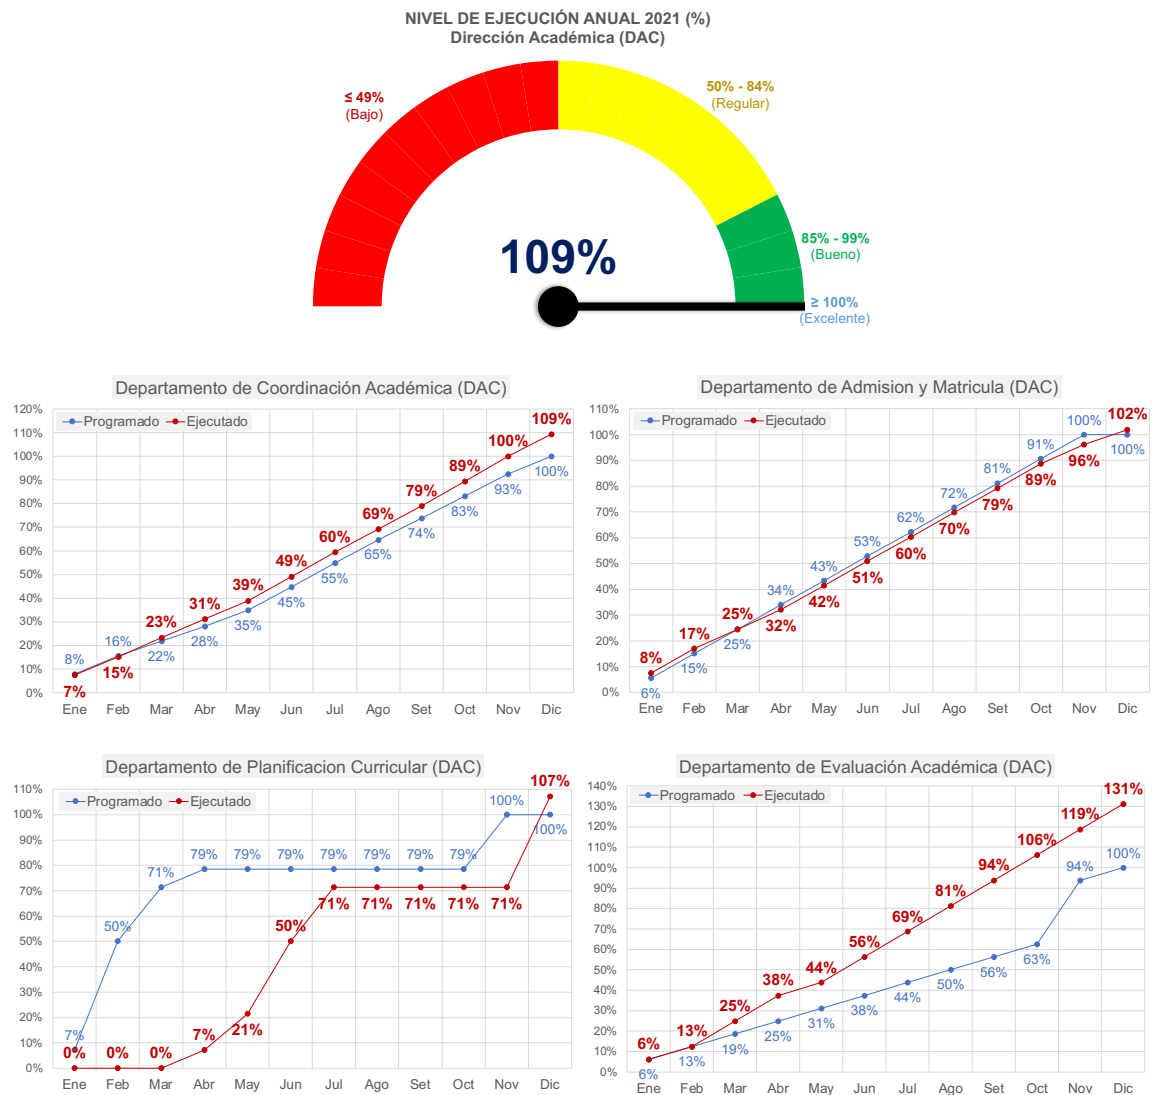 NIVEL DE EJECUCIÓN ANUAL 2021 (%)
Dirección Académica (DAC)
≤ 49%
(Bajo)
50% - 84%
(Regular)
85% - 99%
(Bueno)
109%
≥ 100%
(Excelente)
Departamento de Coordinación Académica (DAC)
Programado Ejecutado
120%
110%
100%
90%
80%
70%
60%
50%
40%
30%
20%
10%
0%
8% 16% 22% 28% 35% 45% 55% 65% 74% 83% 93% 100%
7% 15% 23% 31% 39% 49% 60% 69% 79% 89% 100% 109%
Ene Feb Mar Abr May Jun Jul Ago Set Oct Nov Dic
Departamento de Admision y Matricula (DAC)
Programado Ejecutado
110%
100%
90%
80%
70%
60%
50%
40%
30%
20%
10%
0%
6% 15% 25% 34% 43% 53% 62% 72% 81% 91% 100% 100%
8% 17% 25% 32% 42% 51% 60% 70% 79% 89% 96% 102%
Ene Feb Mar Abr May Jun Jul Ago Set Oct Nov Dic
Departamento de Planificacion Curricular (DAC)
Programado Ejecutado
110%
100%
90%
80%
70%
60%
50%
40%
30%
20%
10%
0%
7% 50% 71% 79% 79% 79% 79% 79% 79% 79% 100% 100%
0% 0% 0% 7% 21% 50% 71% 71% 71% 71% 71% 107%
Ene Feb Mar Abr May Jun Jul Ago Set Oct Nov Dic
Departamento de Evaluación Académica (DAC)
Programado Ejecutado
140%
130%
120%
110%
100%
90%
80%
70%
60%
50%
40%
30%
20%
10%
0%
6% 13% 19% 25% 31% 38% 44% 50% 56% 63% 94% 100%
6% 13% 25% 38% 44% 56% 69% 81% 94% 106% 119% 131%
Ene Feb Mar Abr May Jun Jul Ago Set Oct Nov Dic